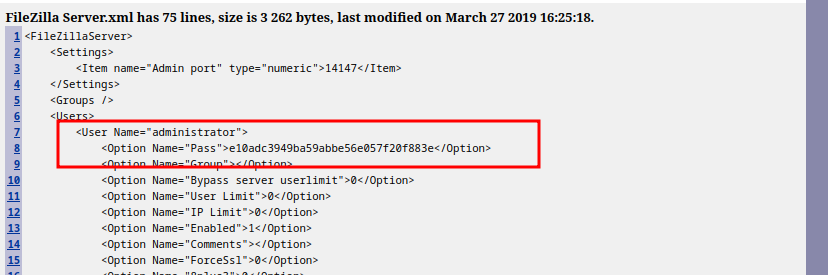 FileZilla Server.xml has 75 lines, size is 3 262 bytes, last modified on March 27 2019 16:25:18.
1 <FileZillaServer>
2 <Settings>
3 <Item name="Admin port" type="numeric">14147</Item>
4 </Settings>
5 <Groups />
6 <Users>
7 <User Name="administrator">
8 <Option Name="Pass">e10adc3949ba59abbe56e057f20f883e</Option>
9 <Option Name="Group"></Option>
10 <Option Name="Bypass server userlimit">0</Option>
11 <Option Name="User Limit">0</Option>
12 <Option Name="IP Limit">0</Option>
13 <Option Name="Enabled">1</Option>
14 <Option Name="Comments"></Option>
15 <Option Name="ForceSsl">0</Option>